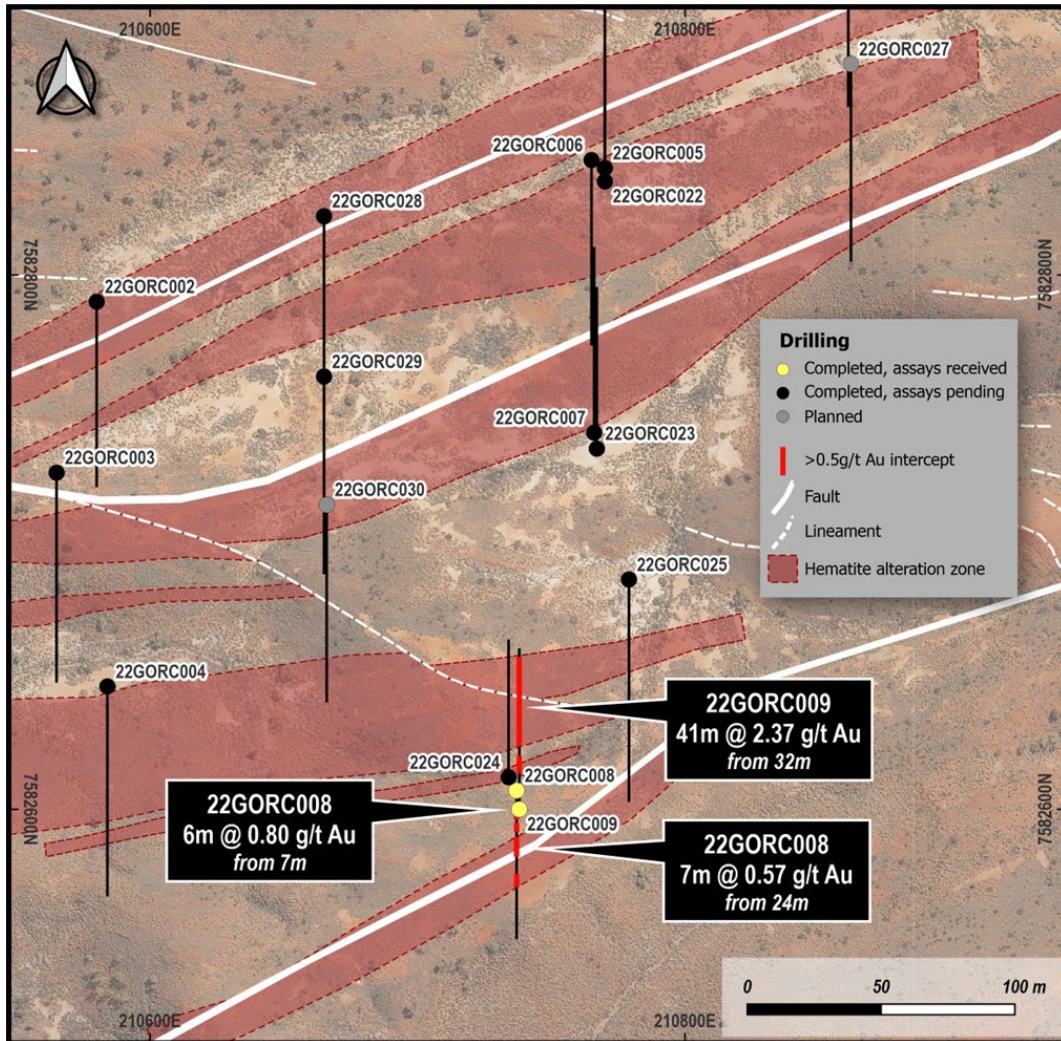 210600E
210800E
22GORC027
22GORC006
22GORC005
22GORC022
22GORC028
7582800N
7582800N
22GORC002
22GORC029
22GORC007
22GORC023
22GORC003
22GORC030
22GORC025
22GORC004
Drilling
Completed, assays received
Completed, assays pending
Planned
>0.5g/t Au intercept
Fault
Lineament
Hematite alteration zone
22GORC009
41m @ 2.37 g/t Au
from 32m
22GORC024
22GORC008
22GORC009
22GORC008
6m @ 0.80 g/t Au
from 7m
22GORC008
7m @ 0.57 g/t Au
from 24m
7582600N
7582600N
210600E
210800E
0 50 100 m